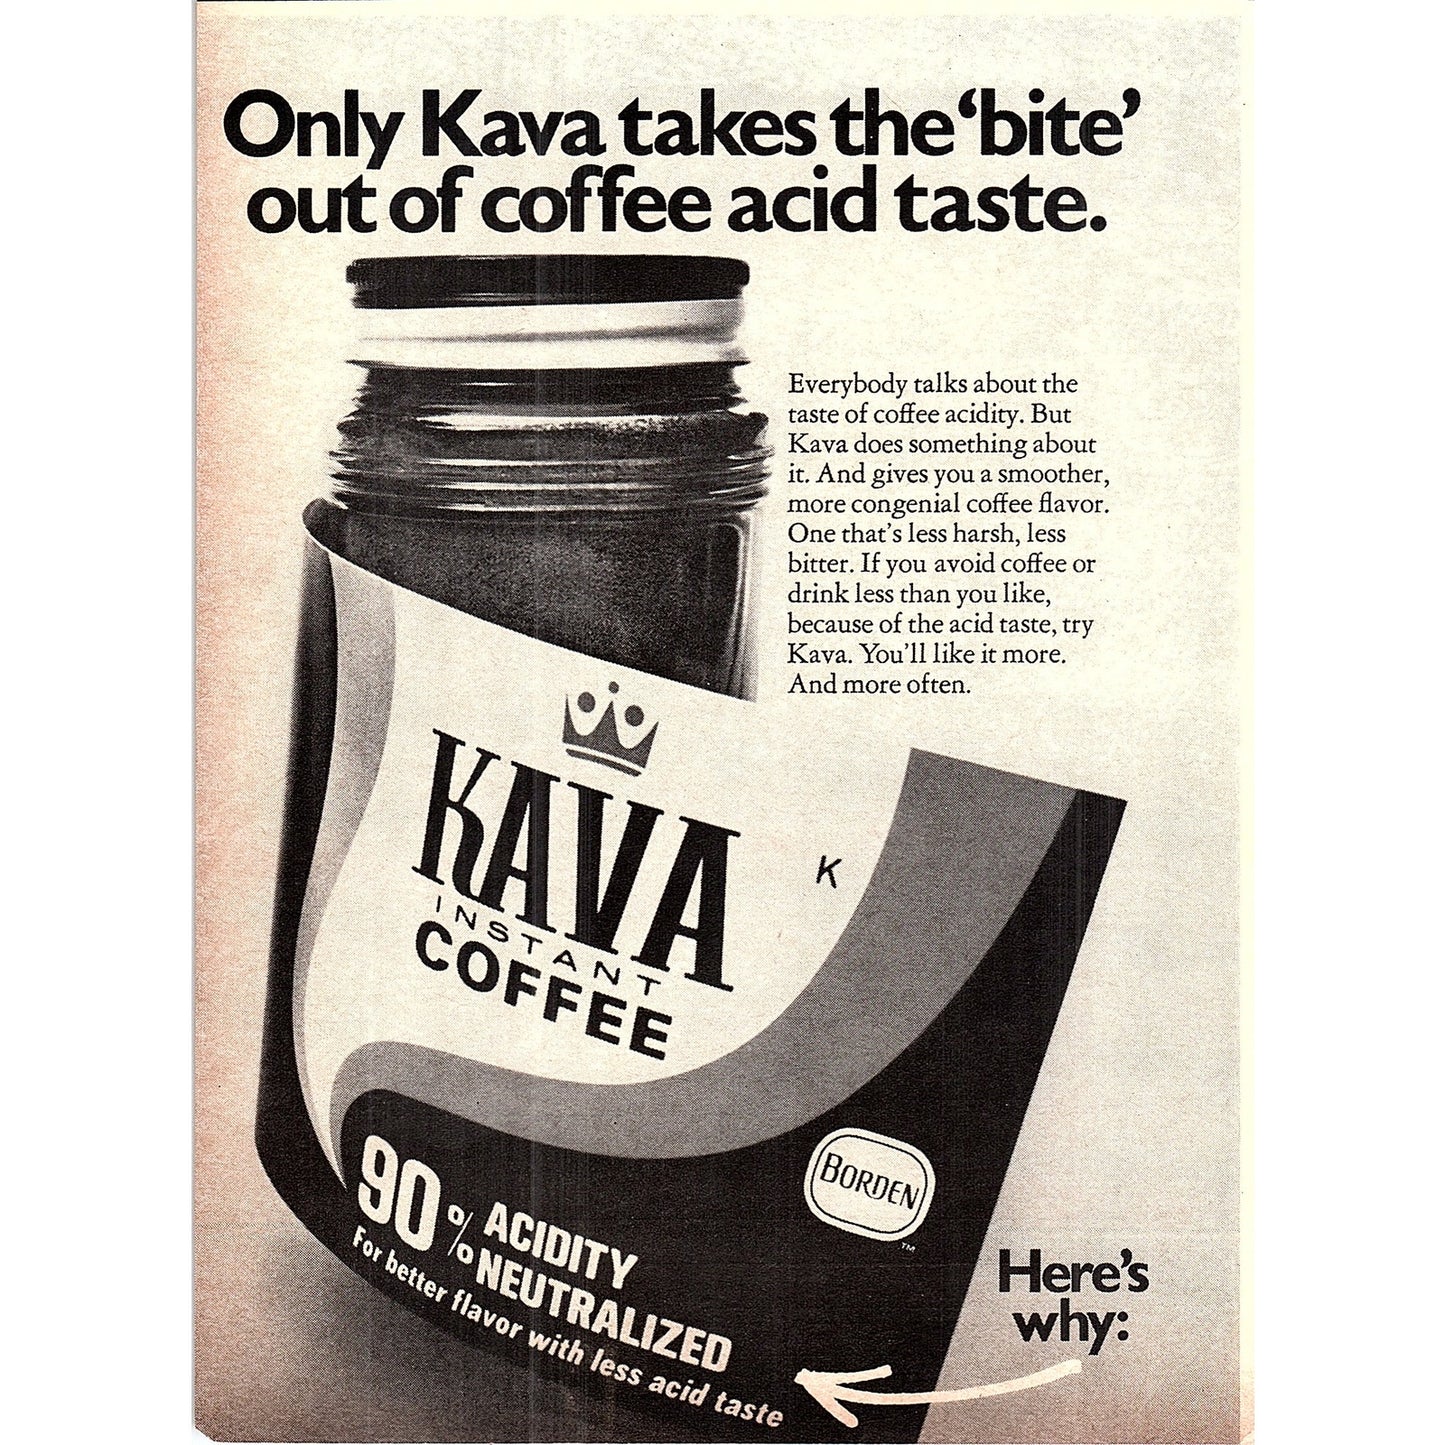 Only Kava takes the ‘bite’
out of coffee acid taste.
Everybody talks about the
taste of coffee acidity. But
Kava does something about
it. And gives you a smoother,
more congenial coffee flavor.
One that’s less harsh, less
bitter. If you avoid coffee or
drink less than you like,
because of the acid taste, try
Kava. You’ll like it more.
And more often.
KAVA
K
INSTANT
COFFEE
BORDEN
™
90% ACIDITY
NEUTRALIZED
For better flavor with less acid taste
Here’s
why: